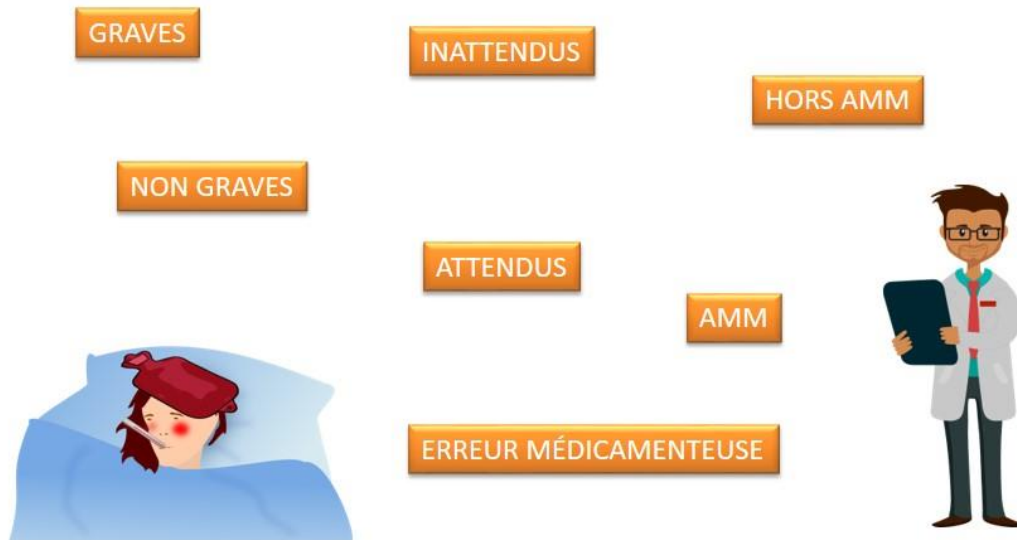 GRAVES
INATTENDUS
HORS AMM
NON GRAVES
ATTENDUS
AMM
ERREUR MÉDICAMENTEUSE